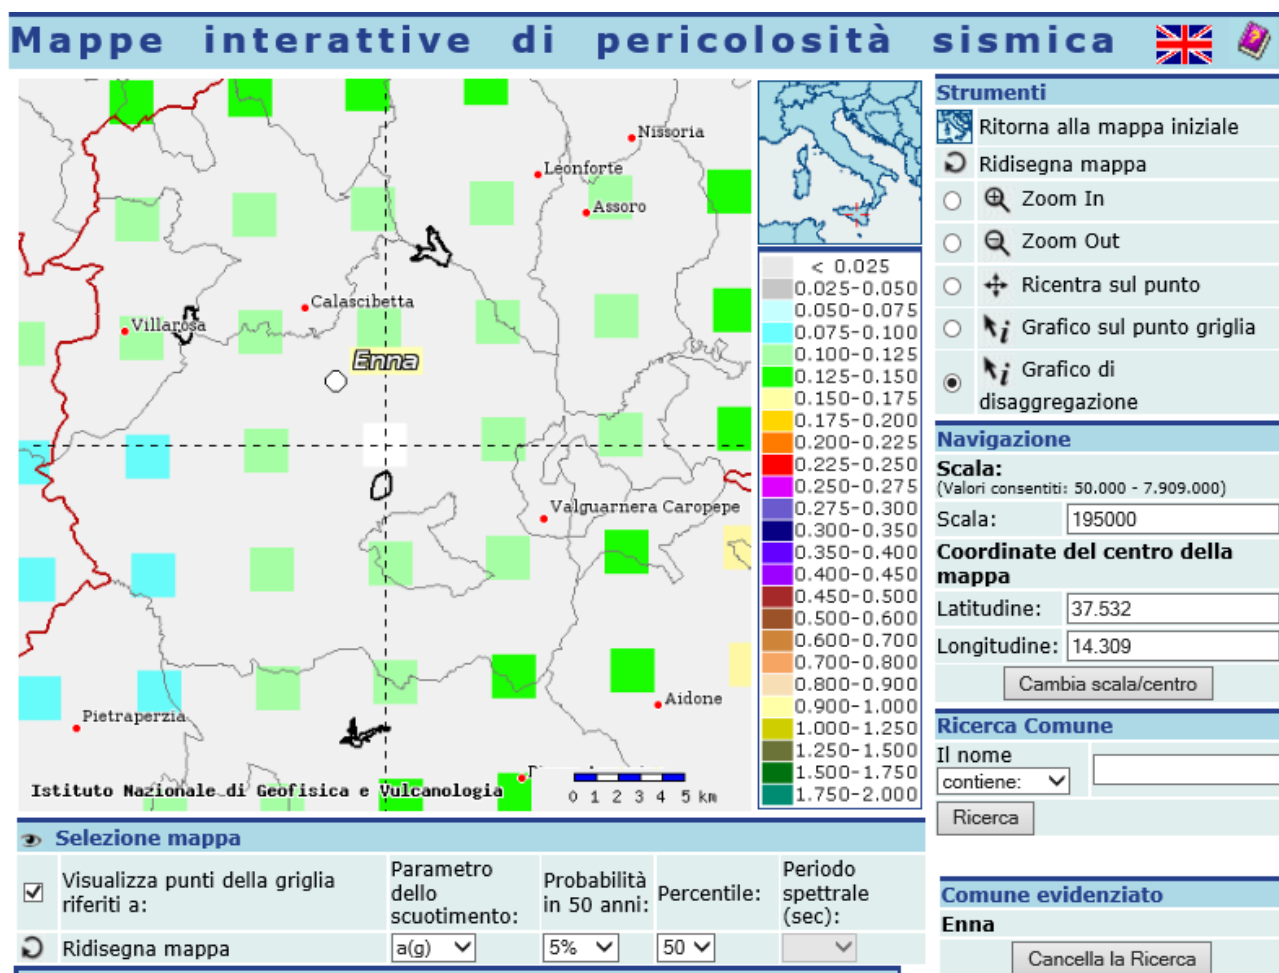 Mappe interattive di pericolosità sismica
Nissoria
Leonforte
Assoro
Calascibetta
Villarosa
Enna
Valguarnera Caropepe
Aidone
Pietraperzia
Istituto Nazionale di Geofisica e Vulcanologia
0 1 2 3 4 5 km
< 0.025
0.025-0.050
0.050-0.075
0.075-0.100
0.100-0.125
0.125-0.150
0.150-0.175
0.175-0.200
0.200-0.225
0.225-0.250
0.250-0.275
0.275-0.300
0.300-0.350
0.350-0.400
0.400-0.450
0.450-0.500
0.500-0.600
0.600-0.700
0.700-0.800
0.800-0.900
0.900-1.000
1.000-1.250
1.250-1.500
1.500-1.750
1.750-2.000
Strumenti
Ritorna alla mappa iniziale
Ridisegna mappa
Zoom In
Zoom Out
Ricentra sul punto
Grafico sul punto griglia
Grafico di
disaggregazione
Navigazione
Scala:
(Valori consentiti: 50.000 - 7.909.000)
Scala: 195000
Coordinate del centro della
mappa
Latitudine: 37.532
Longitudine: 14.309
Cambia scala/centro
Ricerca Comune
Il nome
contiene:
Ricerca
Comune evidenziato
Enna
Cancella la Ricerca
Selezione mappa
Visualizza punti della griglia
riferiti a:
Parametro
dello
scuotimento:
Probabilità
in 50 anni:
Percentile:
Periodo
spettrale
(sec):
Ridisegna mappa
a(g)
5%
50